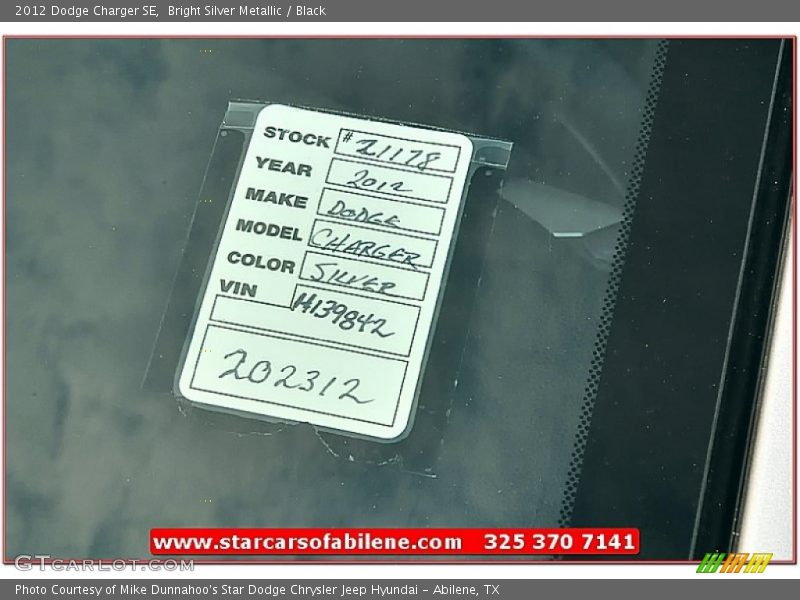 2012 Dodge Charger SE,  Bright Silver Metallic / Black
STOCK # 21178
YEAR 2012
MAKE DODGE
MODEL CHARGER
COLOR SILVER
VIN H139842
202312
www.starcarsofabilene.com 325 370 7141
GTCARLOT.COM
Photo Courtesy of Mike Dunnahoo's Star Dodge Chrysler Jeep Hyundai - Abilene, TX